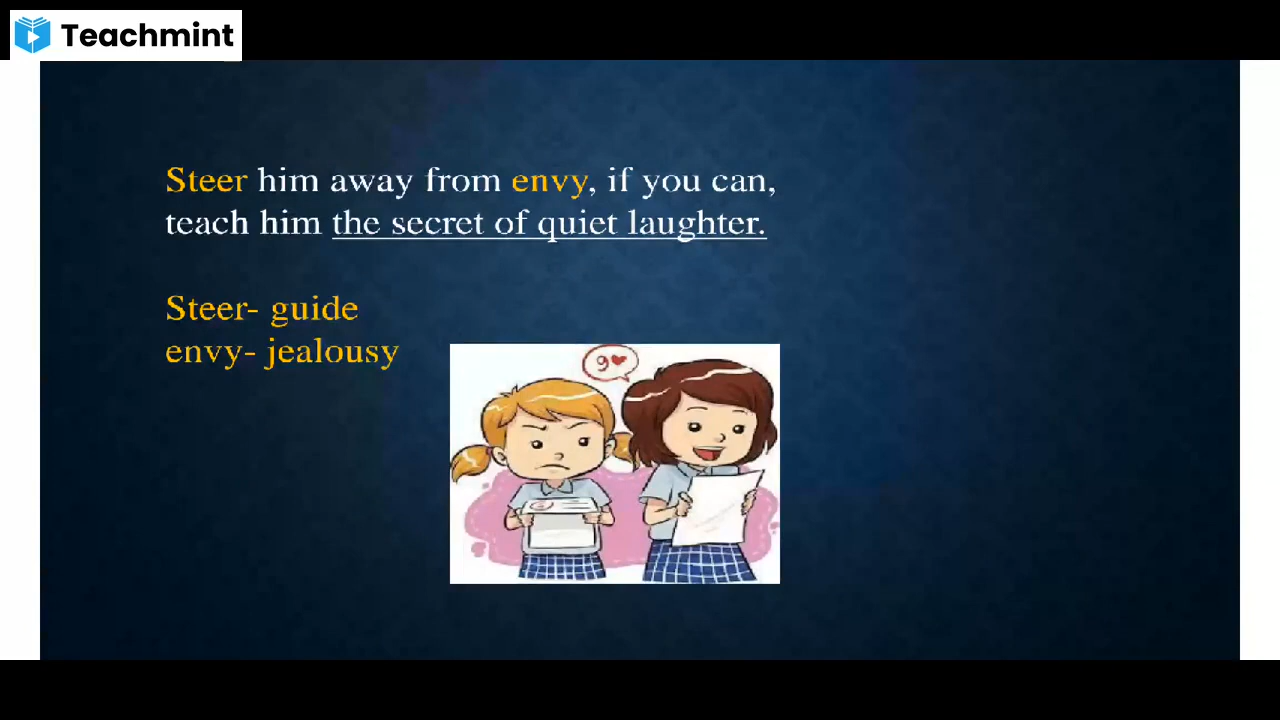 Teachmint
Steer him away from envy, if you can,
teach him the secret of quiet laughter.
Steer- guide
envy- jealousy
9♥